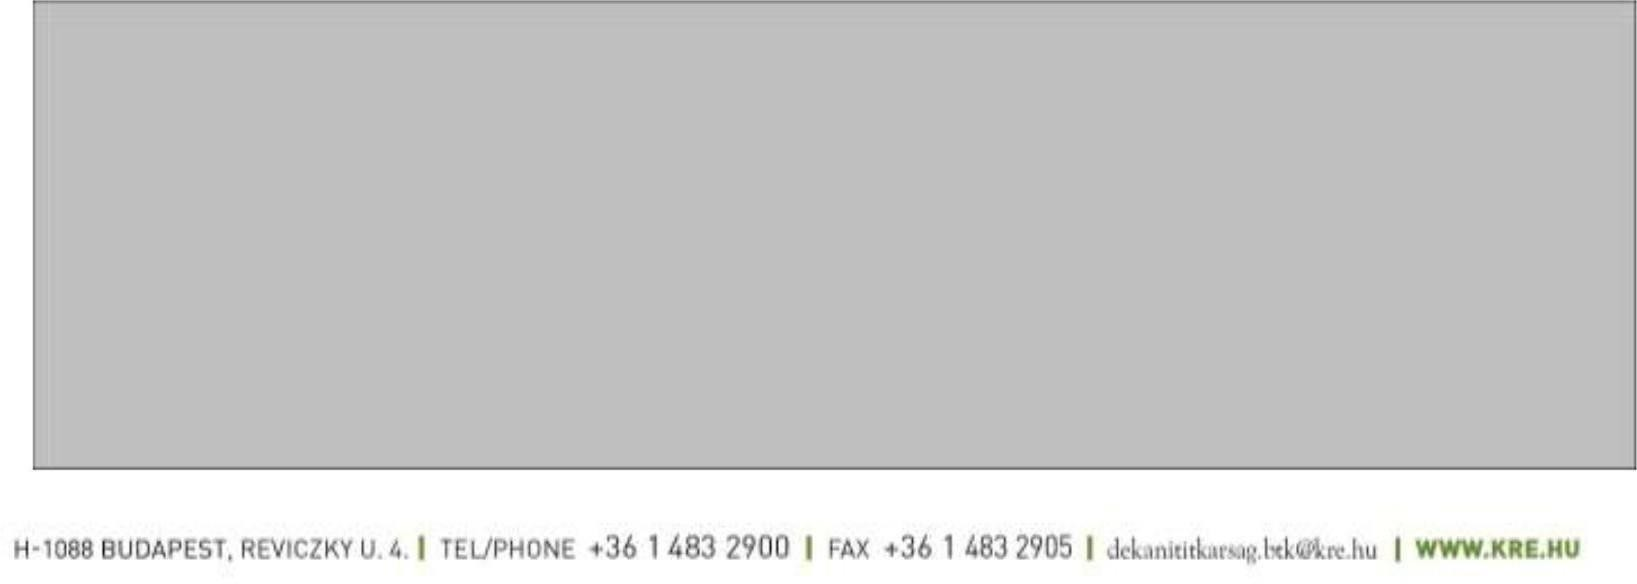 H-1088 BUDAPEST, REVICZKY U. 4. | TEL/PHONE +36 1 483 2900 | FAX +36 1 483 2905 | dekanititkarsag.btk@kre.hu | WWW.KRE.HU